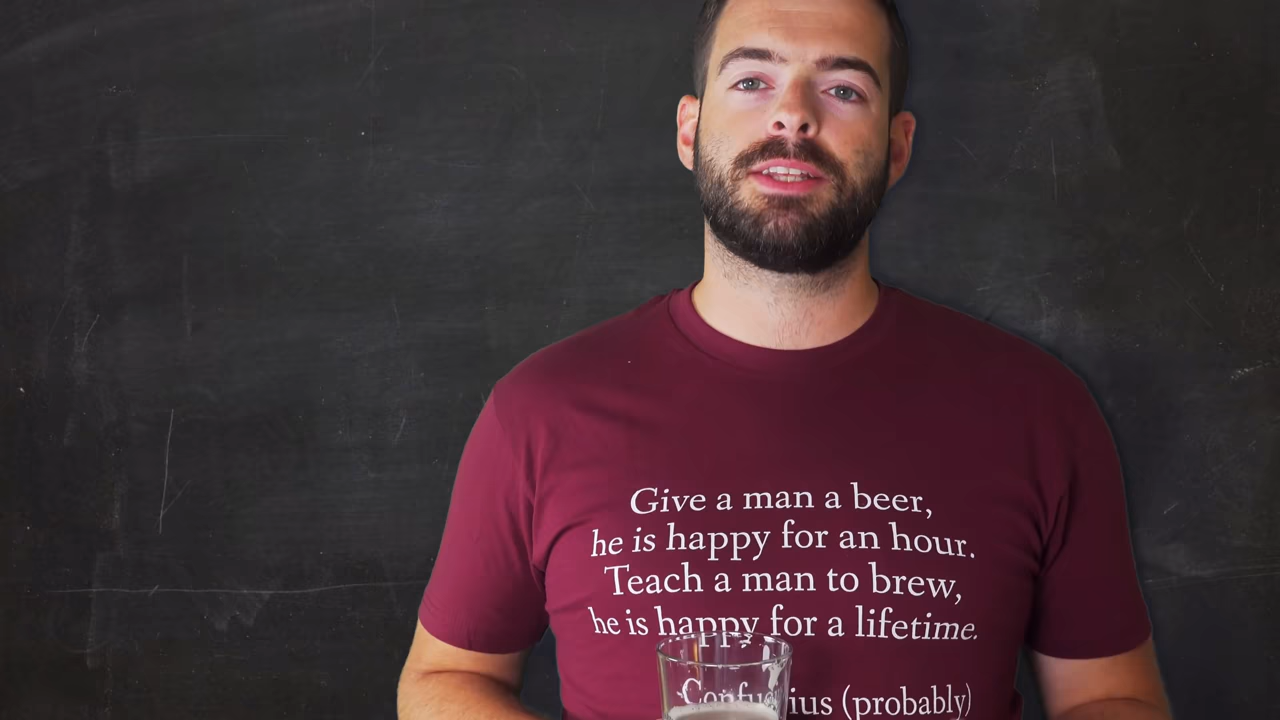 Give a man a beer,
he is happy for an hour.
Teach a man to brew,
he is happy for a lifetime.
Confucius (probably)